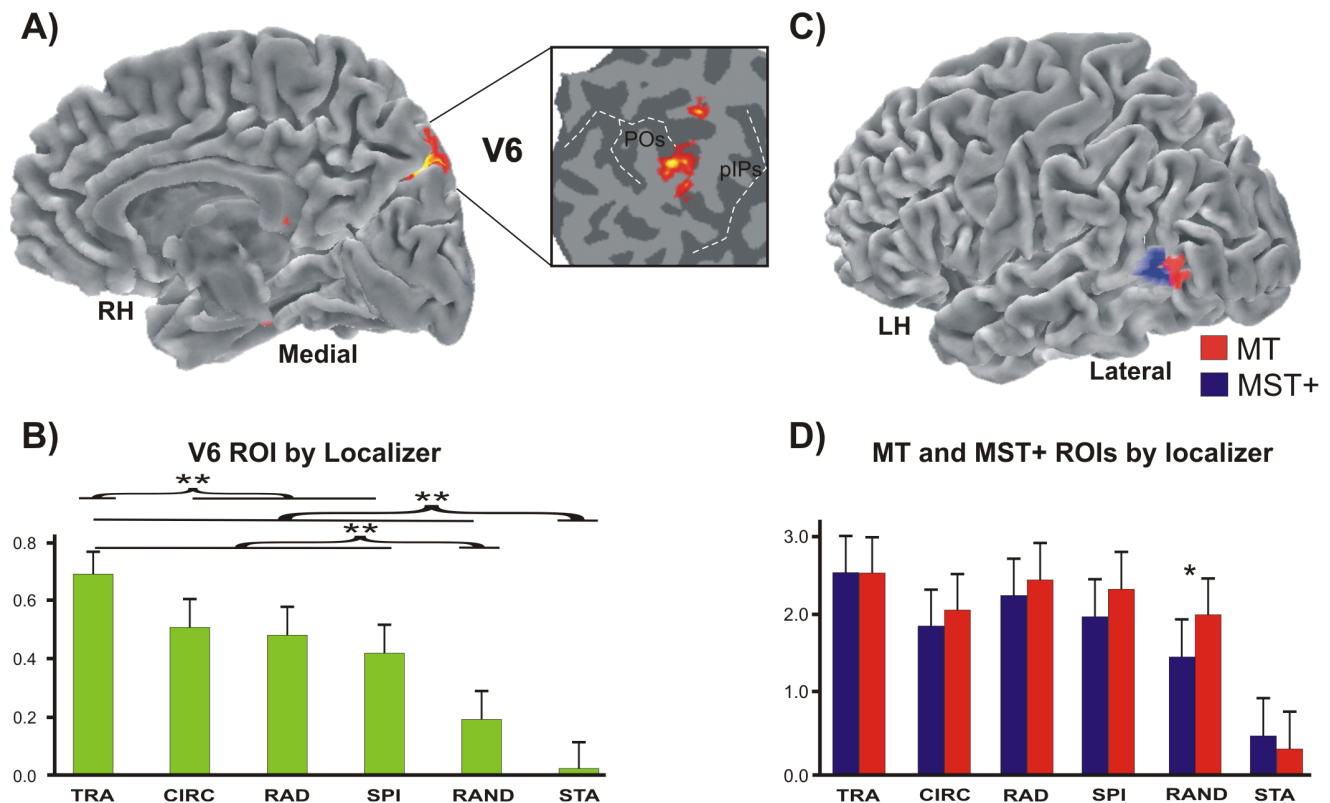 A)
V6
POs
pIPs
RH
Medial
C)
LH
Lateral
MT
MST+
B)
V6 ROI by Localizer
**
**
**
0.8
0.6
0.4
0.2
0.0
TRA CIRC RAD SPI RAND STA
D)
MT and MST+ ROIs by localizer
*
3.0
2.0
1.0
0.0
TRA CIRC RAD SPI RAND STA